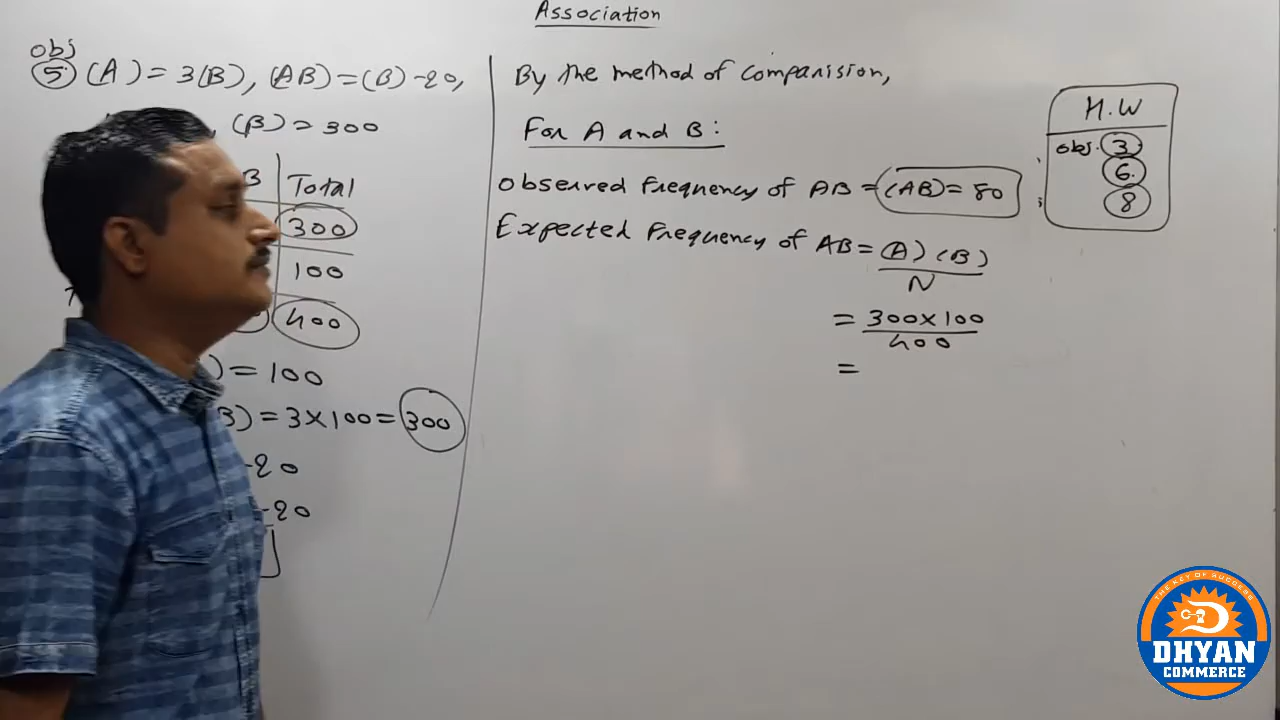 Association
obj
5. (A) = 3(B), (AB) = (B) - 20,
(β) = 300
B Total
300
100
400
) = 100
B) = 3 × 100 = 300
-20
-20
By the method of comparision,
For A and B:
Observed frequency of AB = (AB) = 80
Expected frequency of AB = (A) (B)
N
= 300 × 100
400
=
H.W
obj. 3.
6.
8
THE KEY OF SUCCESS
DHYAN
COMMERCE